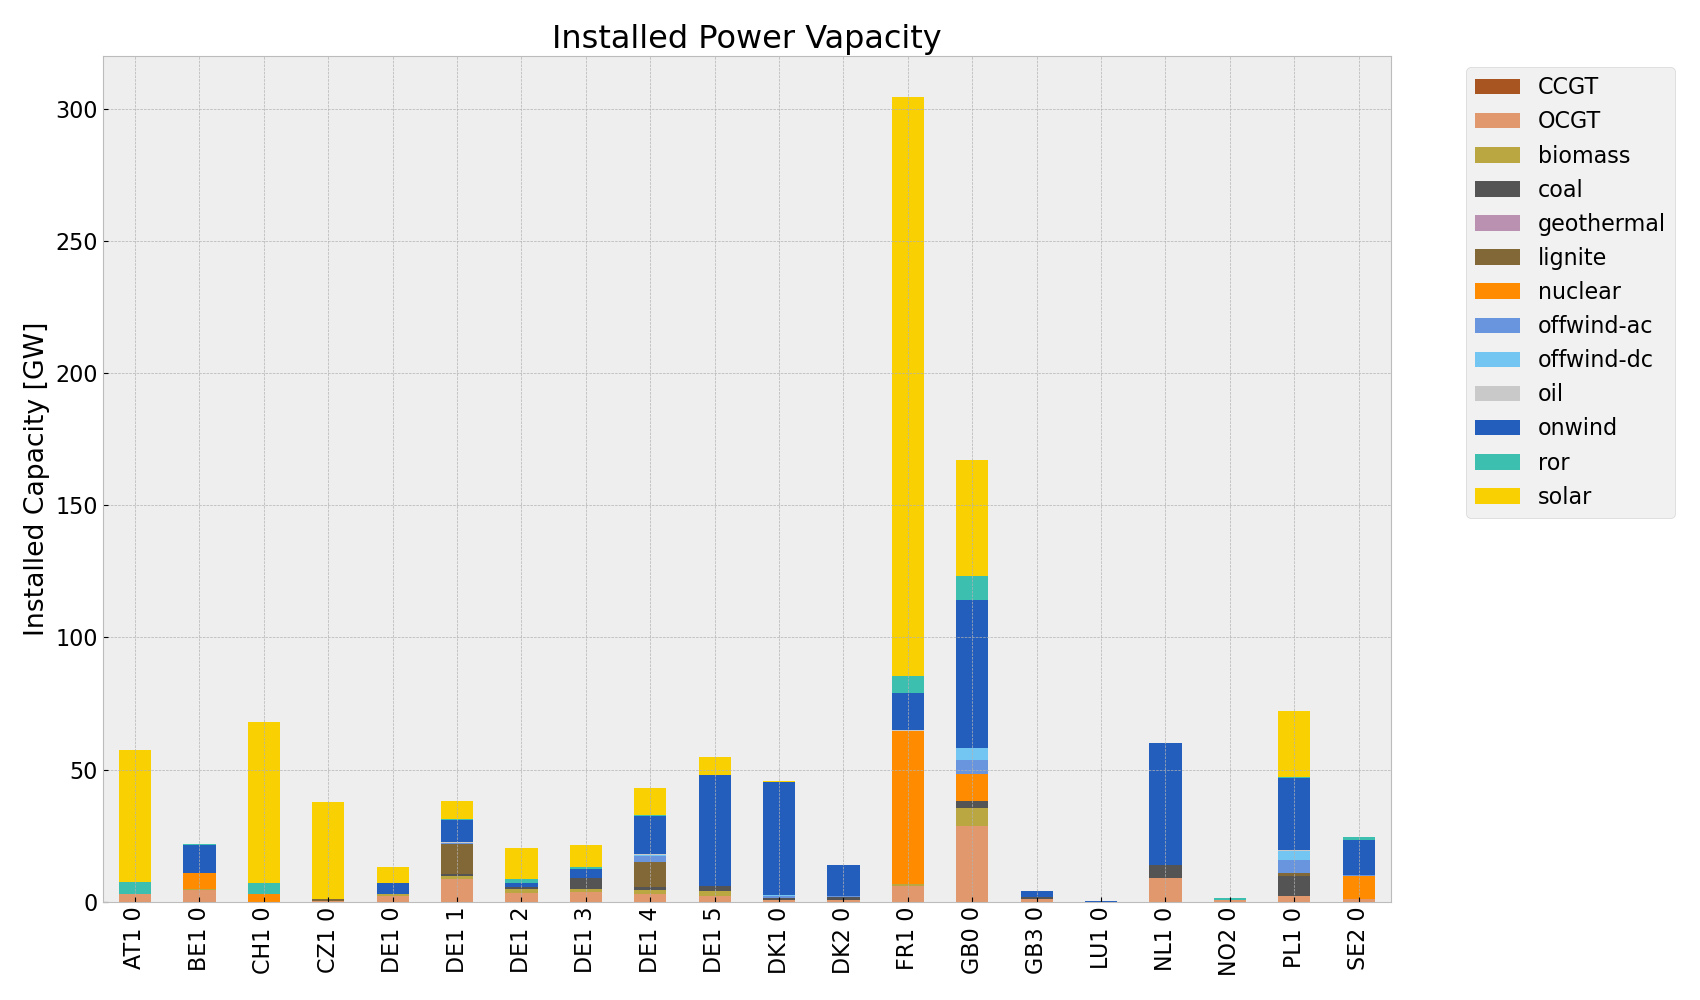 Installed Power Vapacity
Installed Capacity [GW]
300
250
200
150
100
50
0
AT1 0
BE1 0
CH1 0
CZ1 0
DE1 0
DE1 1
DE1 2
DE1 3
DE1 4
DE1 5
DK1 0
DK2 0
FR1 0
GB0 0
GB3 0
LU1 0
NL1 0
NO2 0
PL1 0
SE2 0
CCGT
OCGT
biomass
coal
geothermal
lignite
nuclear
offwind-ac
offwind-dc
oil
onwind
ror
solar